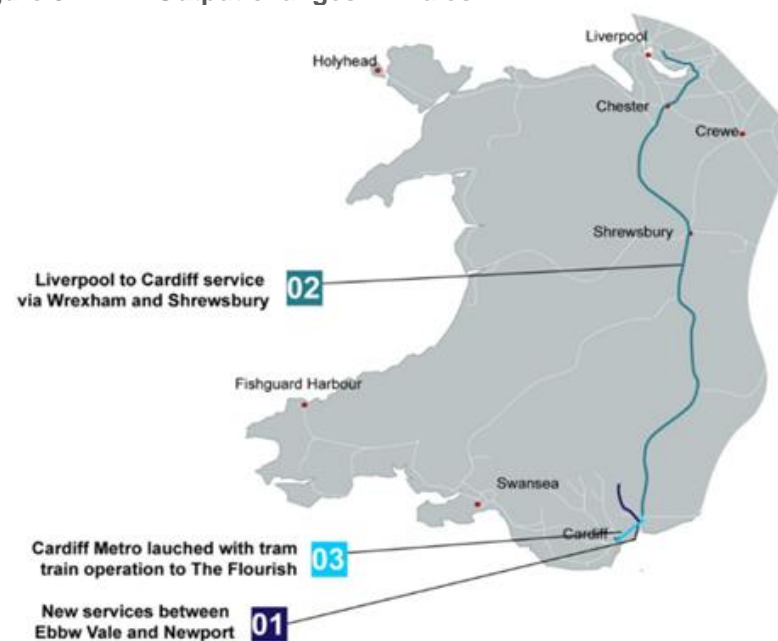 Liverpool
Holyhead
Chester
Crewe
Shrewsbury
Liverpool to Cardiff service
via Wrexham and Shrewsbury
02
Fishguard Harbour
Swansea
Cardiff
Cardiff Metro lauched with tram
train operation to The Flourish
03
New services between
Ebbw Vale and Newport
01